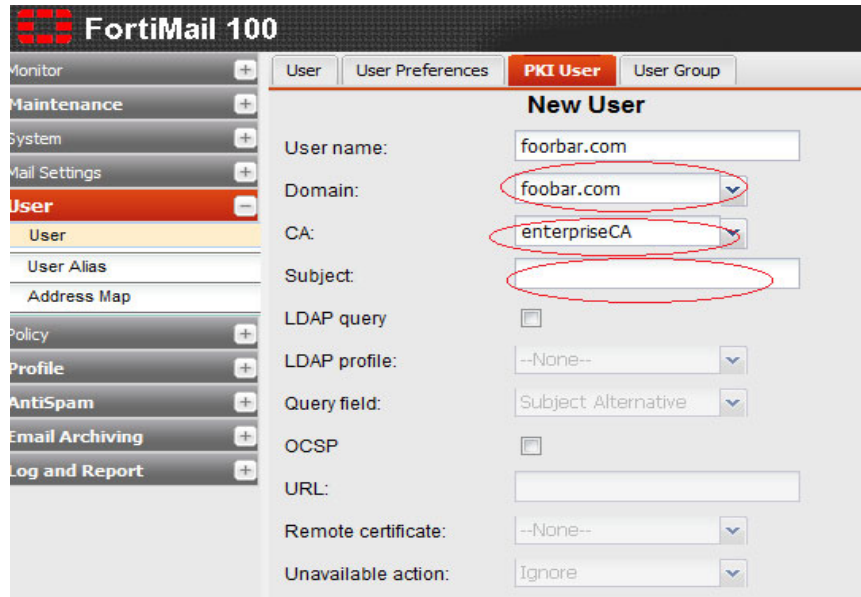 FortiMail 100
Monitor
Maintenance
System
Mail Settings
User
User
User Alias
Address Map
Policy
Profile
AntiSpam
Email Archiving
Log and Report
User User Preferences PKI User User Group
New User
User name: foorbar.com
Domain: foobar.com
CA: enterpriseCA
Subject:
LDAP query
LDAP profile: --None--
Query field: Subject Alternative
OCSP
URL:
Remote certificate: --None--
Unavailable action: Ignore